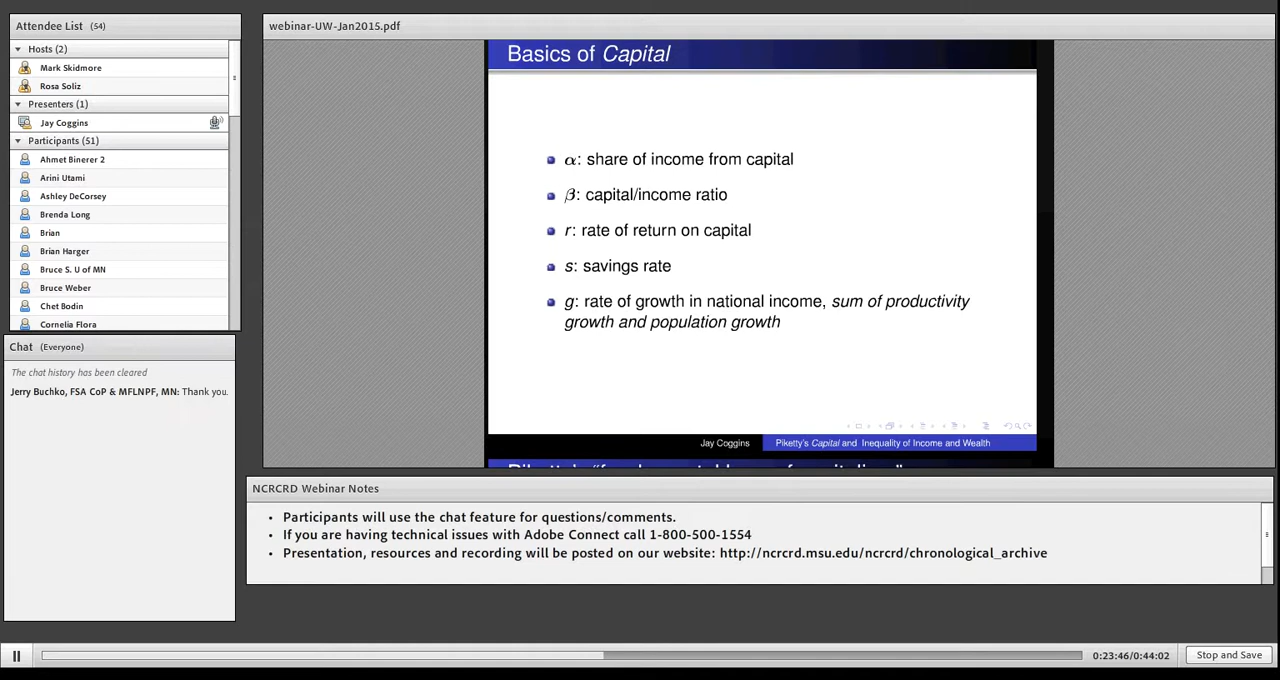 Attendee List (54)
Hosts (2)
Mark Skidmore
Rosa Soliz
Presenters (1)
Jay Coggins
Participants (51)
Ahmet Binerer 2
Arini Utami
Ashley DeCorsey
Brenda Long
Brian
Brian Harger
Bruce S. U of MN
Bruce Weber
Chet Bodin
Cornelia Flora
Chat (Everyone)
The chat history has been cleared
Jerry Buchko, FSA CoP & MFLNPF, MN: Thank you.
webinar-UW-Jan2015.pdf
Basics of Capital
α: share of income from capital
β: capital/income ratio
r: rate of return on capital
s: savings rate
g: rate of growth in national income, sum of productivity
growth and population growth
Jay Coggins Piketty's Capital and Inequality of Income and Wealth
NCRCRD Webinar Notes
• Participants will use the chat feature for questions/comments.
• If you are having technical issues with Adobe Connect call 1-800-500-1554
• Presentation, resources and recording will be posted on our website: http://ncrcrd.msu.edu/ncrcrd/chronological_archive
0:23:46/0:44:02
Stop and Save